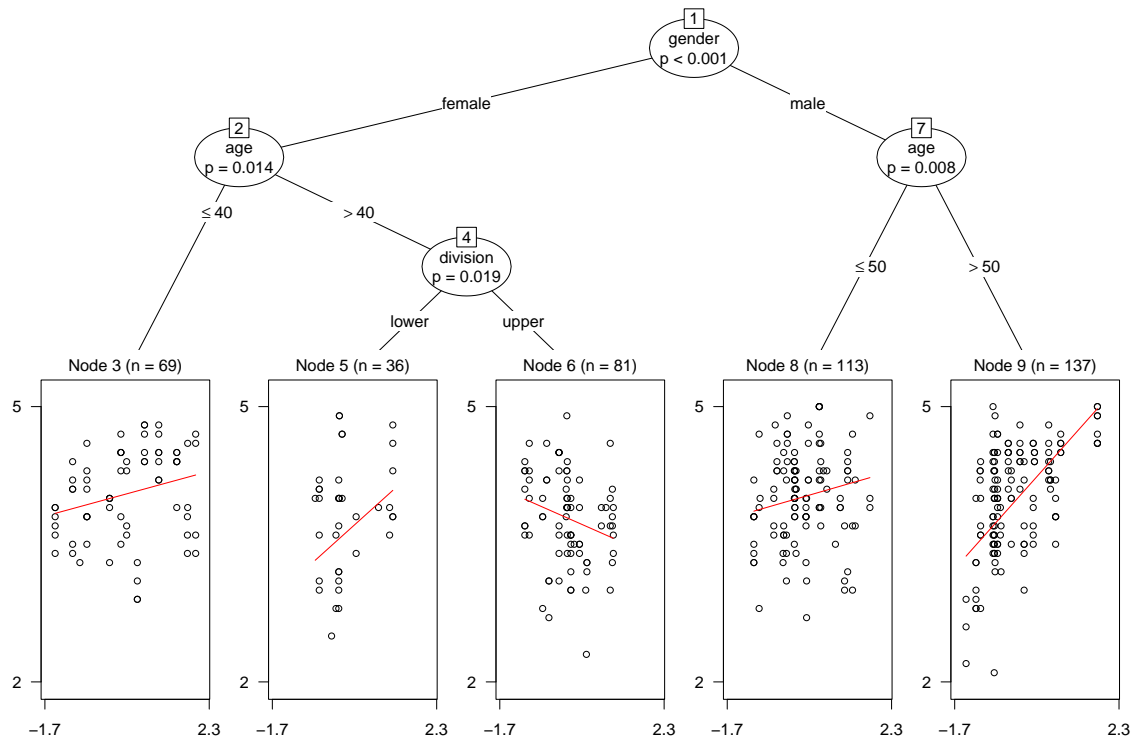 1
gender
p < 0.001
female
male
2
age
p = 0.014
7
age
p = 0.008
≤ 40
> 40
4
division
p = 0.019
≤ 50
> 50
lower
upper
Node 3 (n = 69)
Node 5 (n = 36)
Node 6 (n = 81)
Node 8 (n = 113)
Node 9 (n = 137)
5
5
5
5
5
2
2
2
2
2
−1.7
2.3
−1.7
2.3
−1.7
2.3
−1.7
2.3
−1.7
2.3